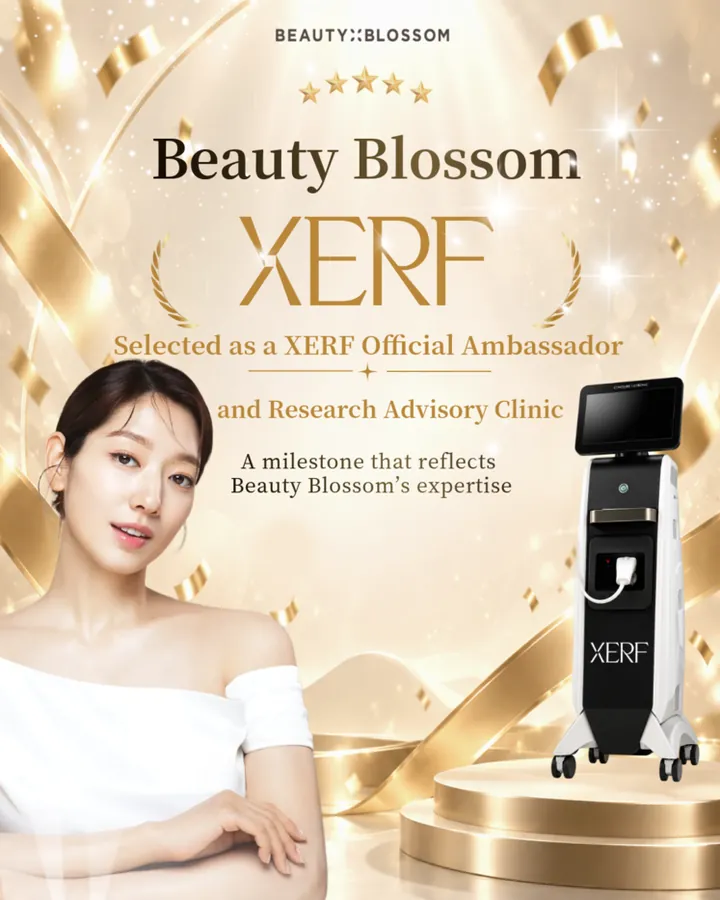 BEAUTY BLOSSOM
Beauty Blossom
XERF
Selected as a XERF Official Ambassador
and Research Advisory Clinic
A milestone that reflects
Beauty Blossom's expertise
XERF